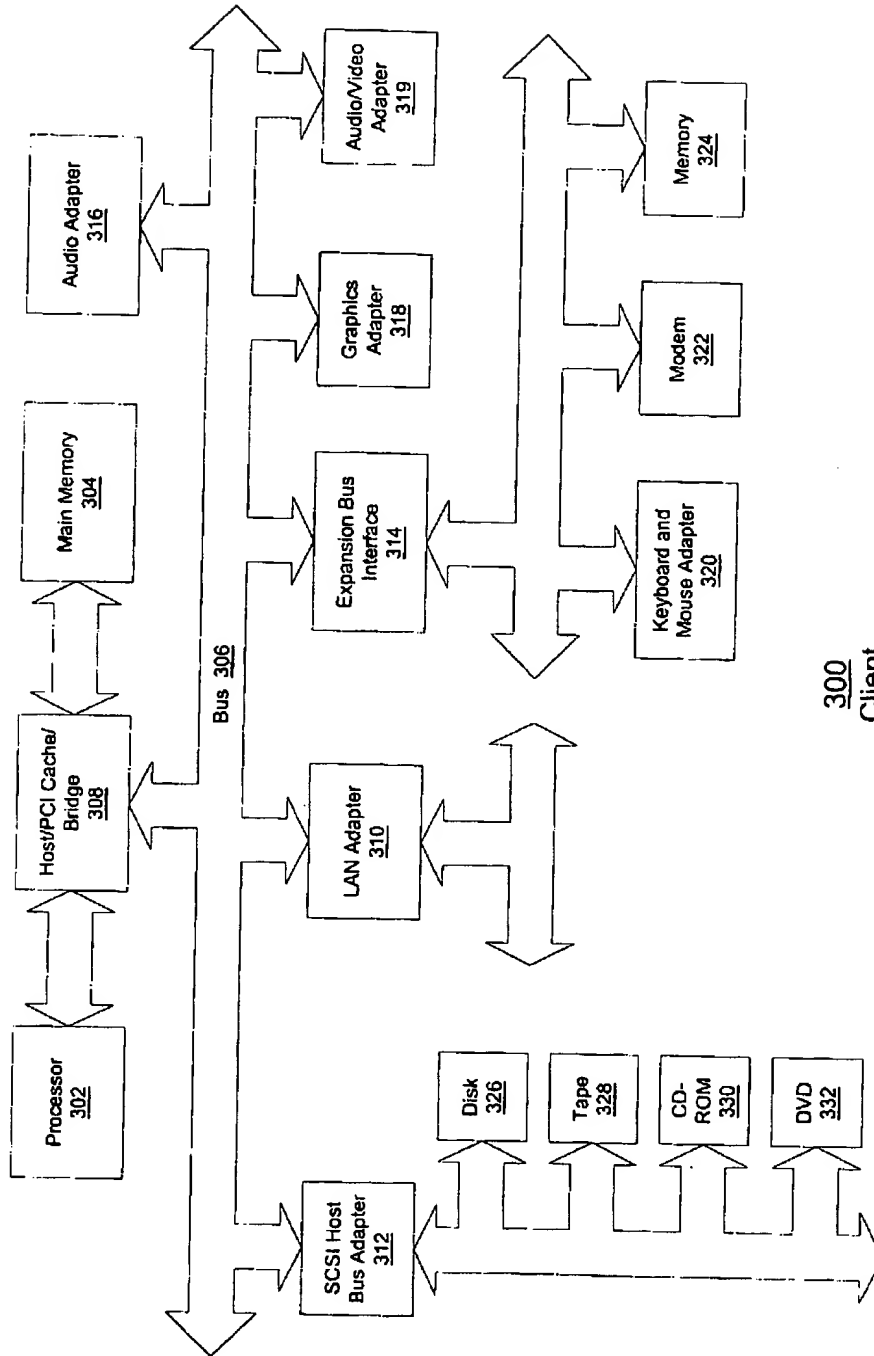 Processor
302
Host/PCI Cache/
Bridge
308
Main Memory
304
Audio Adapter
316
Bus 306
SCSI Host
Bus Adapter
312
LAN Adapter
310
Expansion Bus
Interface
314
Graphics
Adapter
318
Audio/Video
Adapter
319
Disk
326
Tape
328
CD-
ROM
330
DVD
332
Keyboard and
Mouse Adapter
320
Modem
322
Memory
324
300
Client